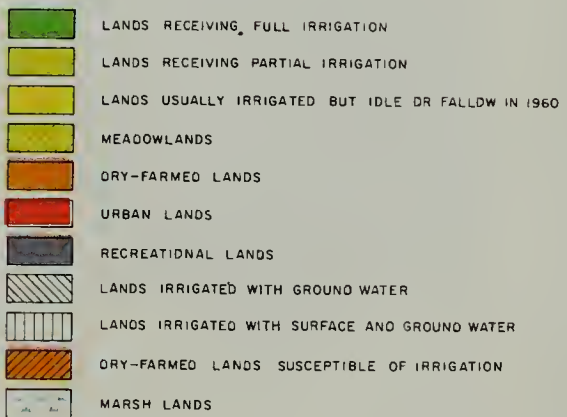 LANDS RECEIVING FULL IRRIGATION
LANDS RECEIVING PARTIAL IRRIGATION
LANDS USUALLY IRRIGATED BUT IDLE OR FALLOW IN 1960
MEADOWLANDS
DRY-FARMED LANDS
URBAN LANDS
RECREATIONAL LANDS
LANDS IRRIGATED WITH GROUND WATER
LANDS IRRIGATED WITH SURFACE AND GROUND WATER
DRY-FARMED LANDS SUSCEPTIBLE OF IRRIGATION
MARSH LANDS